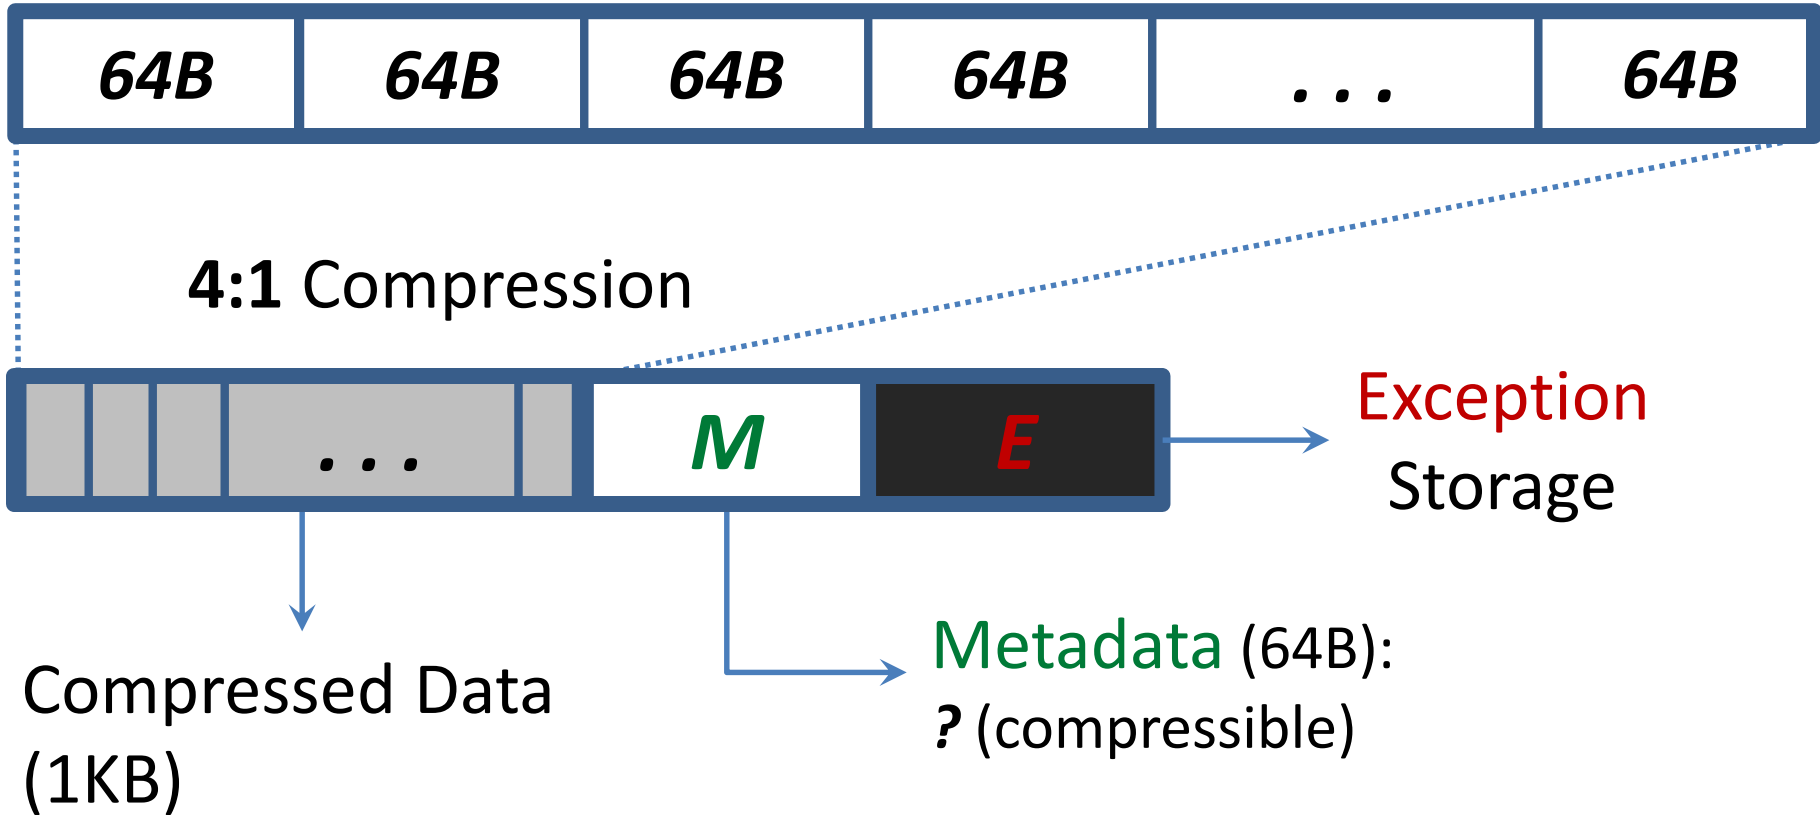 64B 64B 64B 64B . . . 64B
4:1 Compression
. . . M E
Exception
Storage
Compressed Data
(1KB)
Metadata (64B):
? (compressible)